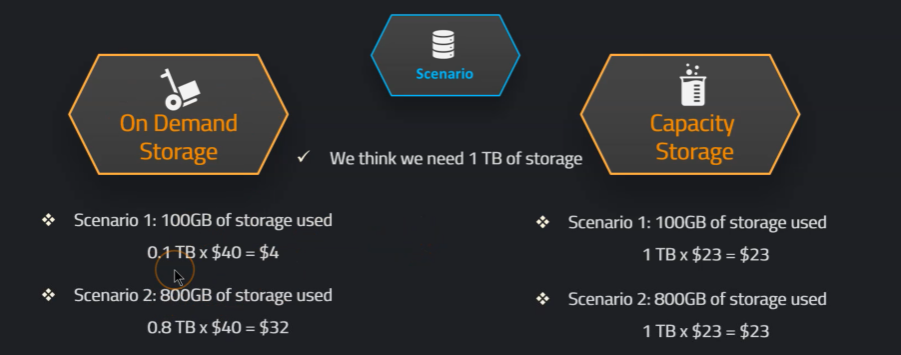 Scenario
On Demand
Storage
Capacity
Storage
We think we need 1 TB of storage
Scenario 1: 100GB of storage used
0.1 TB x $40 = $4
Scenario 2: 800GB of storage used
0.8 TB x $40 = $32
Scenario 1: 100GB of storage used
1 TB x $23 = $23
Scenario 2: 800GB of storage used
1 TB x $23 = $23